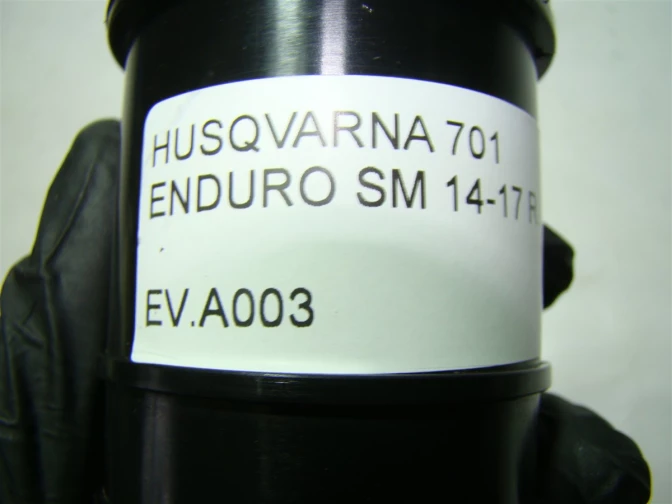 HUSQVARNA 701
ENDURO SM 14-17 R
EV.A003